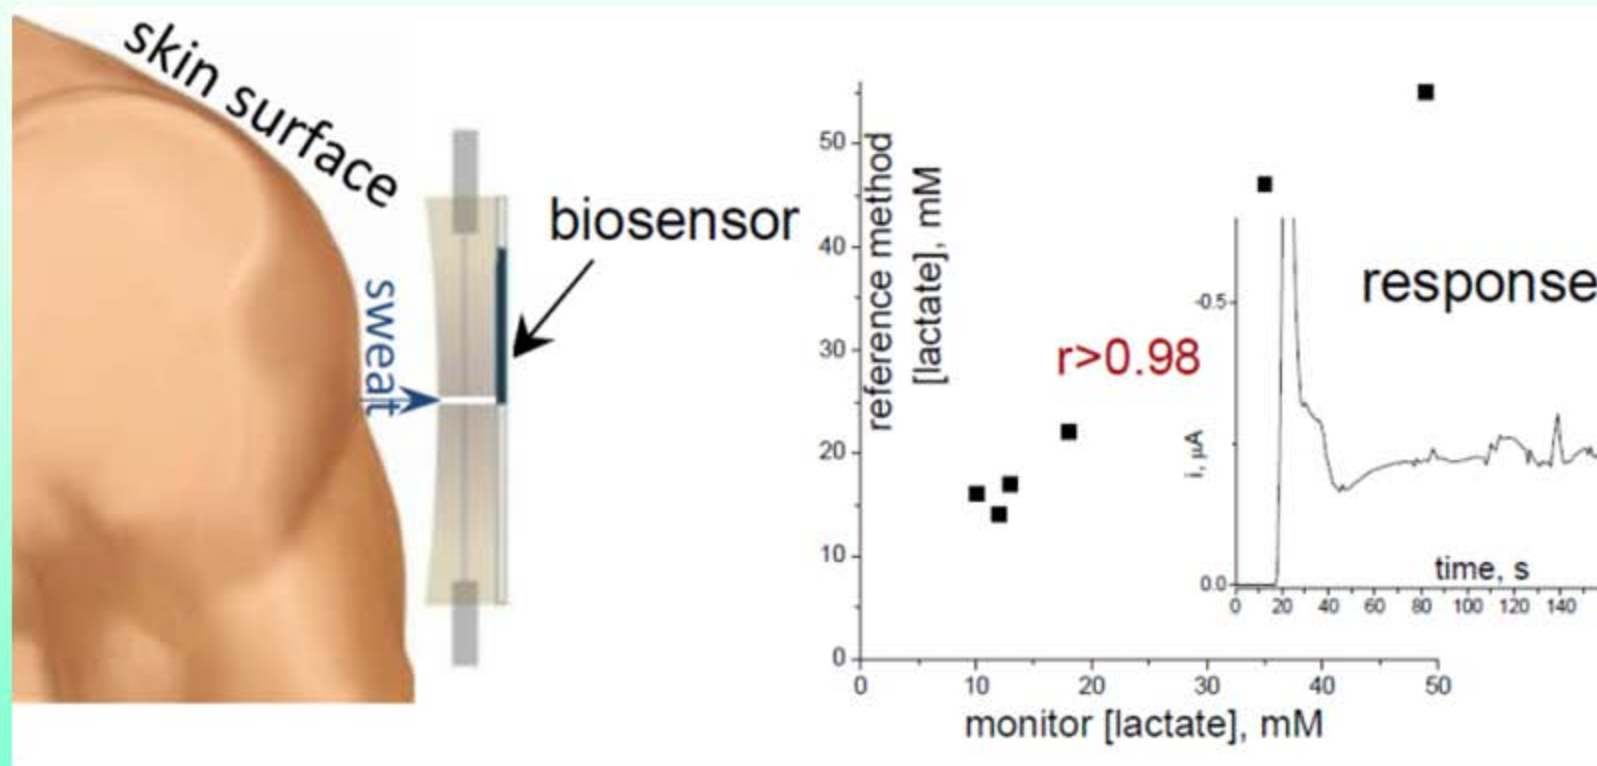 skin surface
sweat
biosensor
reference method
[lactate], mM
50
40
30
20
10
0
0 10 20 30 40 50
monitor [lactate], mM
r>0.98
response
-0.5
i, µA
0.0
time, s
0 20 40 60 80 100 120 140